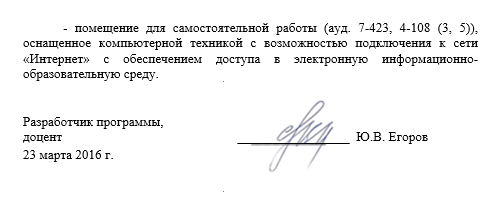 - помещение для самостоятельной работы (ауд. 7-423, 4-108 (3, 5)),
оснащенное компьютерной техникой с возможностью подключения к сети
«Интернет» с обеспечением доступа в электронную информационно-
образовательную среду.
Разработчик программы,
доцент Ю.В. Егоров
23 марта 2016 г.